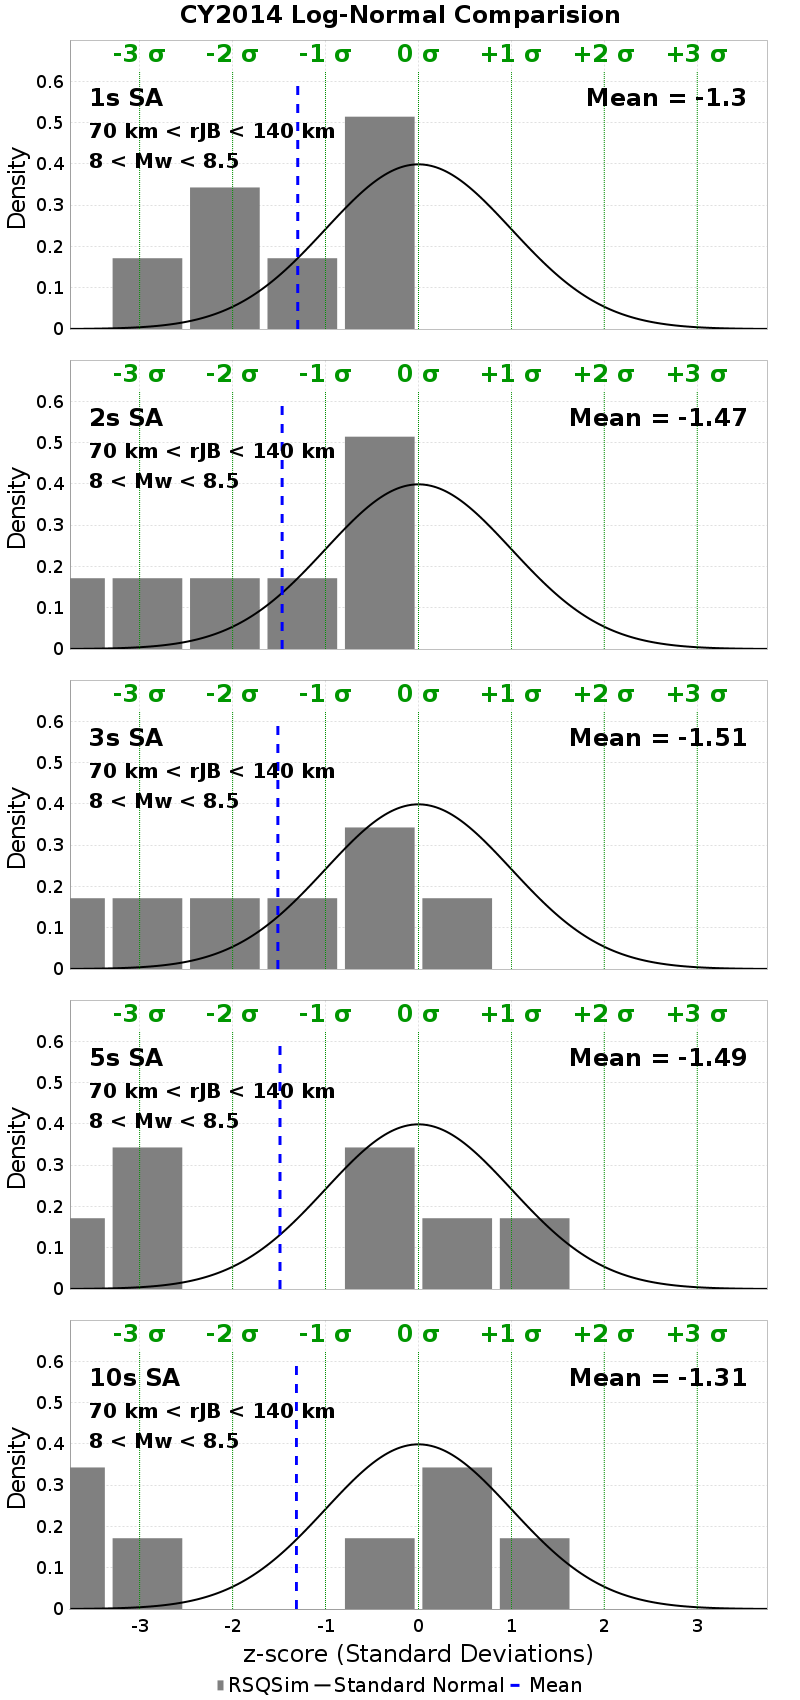 CY2014 Log-Normal Comparision
-3 σ -2 σ -1 σ 0 σ +1 σ +2 σ +3 σ
1s SA Mean = -1.3
70 km < rJB < 140 km
8 < Mw < 8.5
0.6
0.5
0.4
0.3
0.2
0.1
0
Density
-3 σ -2 σ -1 σ 0 σ +1 σ +2 σ +3 σ
2s SA Mean = -1.47
70 km < rJB < 140 km
8 < Mw < 8.5
0.6
0.5
0.4
0.3
0.2
0.1
0
Density
-3 σ -2 σ -1 σ 0 σ +1 σ +2 σ +3 σ
3s SA Mean = -1.51
70 km < rJB < 140 km
8 < Mw < 8.5
0.6
0.5
0.4
0.3
0.2
0.1
0
Density
-3 σ -2 σ -1 σ 0 σ +1 σ +2 σ +3 σ
5s SA Mean = -1.49
70 km < rJB < 140 km
8 < Mw < 8.5
0.6
0.5
0.4
0.3
0.2
0.1
0
Density
-3 σ -2 σ -1 σ 0 σ +1 σ +2 σ +3 σ
10s SA Mean = -1.31
70 km < rJB < 140 km
8 < Mw < 8.5
0.6
0.5
0.4
0.3
0.2
0.1
0
Density
-3 -2 -1 0 1 2 3
z-score (Standard Deviations)
RSQSim Standard Normal Mean